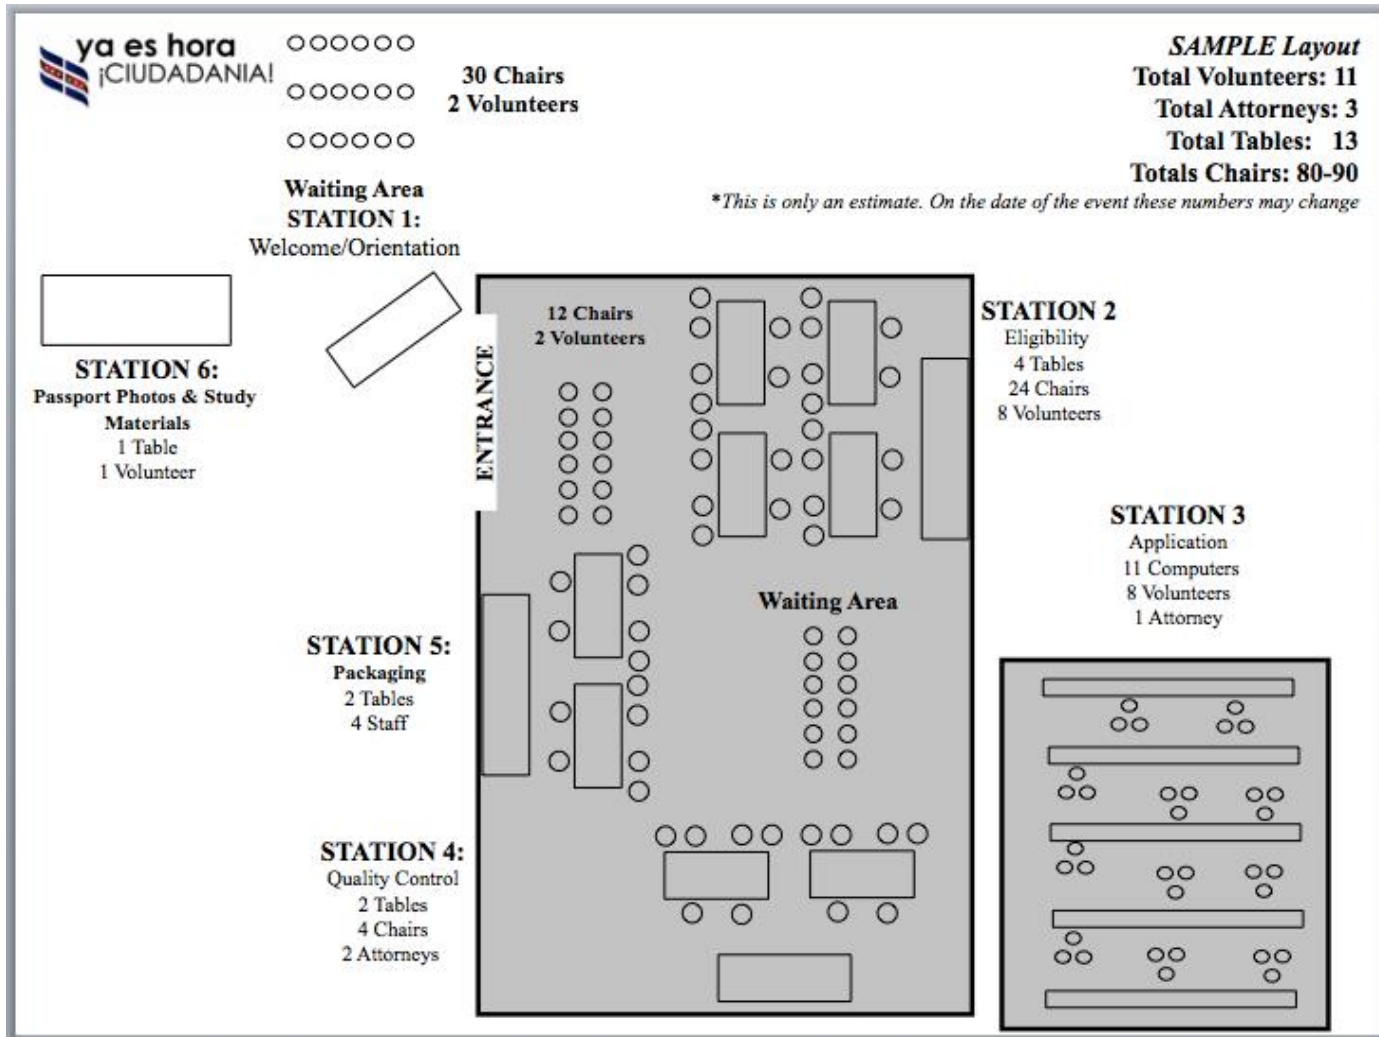 ya es hora
¡CIUDADANIA!
30 Chairs
2 Volunteers
SAMPLE Layout
Total Volunteers: 11
Total Attorneys: 3
Total Tables: 13
Totals Chairs: 80-90
*This is only an estimate. On the date of the event these numbers may change
Waiting Area
STATION 1:
Welcome/Orientation
STATION 6:
Passport Photos & Study
Materials
1 Table
1 Volunteer
ENTRANCE
12 Chairs
2 Volunteers
STATION 2
Eligibility
4 Tables
24 Chairs
8 Volunteers
STATION 3
Application
11 Computers
8 Volunteers
1 Attorney
Waiting Area
STATION 5:
Packaging
2 Tables
4 Staff
STATION 4:
Quality Control
2 Tables
4 Chairs
2 Attorneys